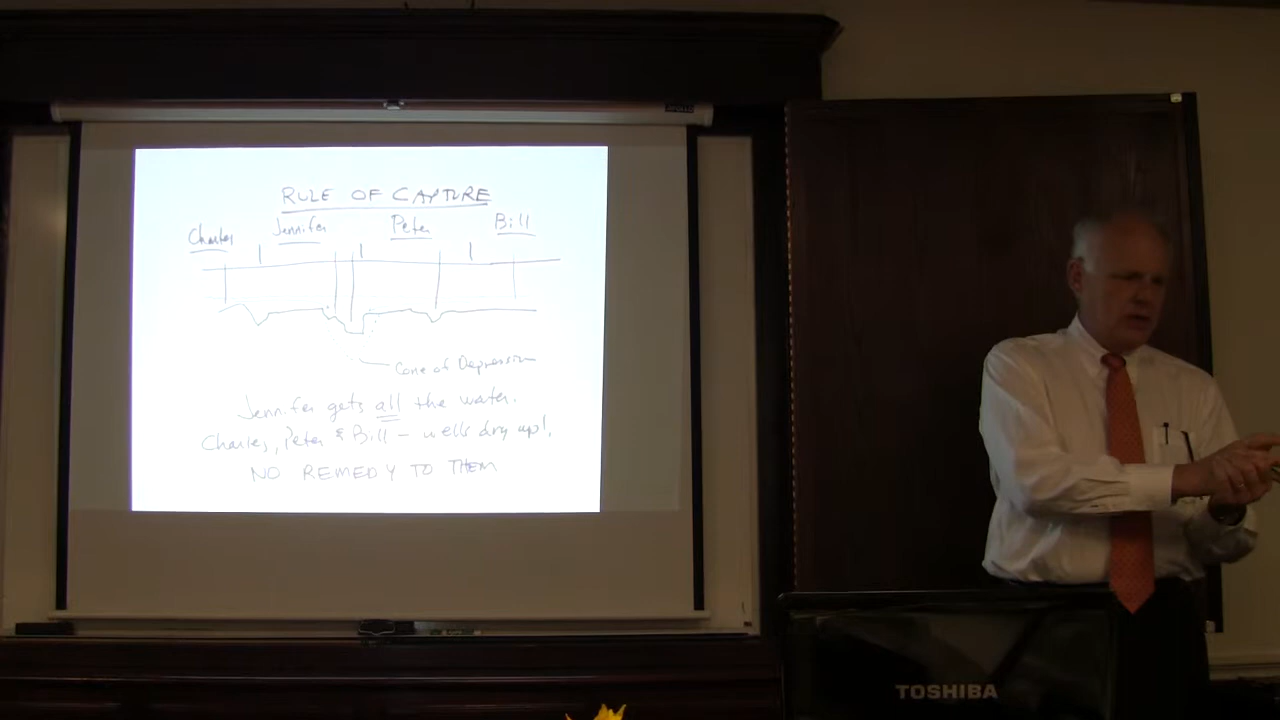 RULE OF CAPTURE
Charles Jennifer Peter Bill
Cone of Depression
Jennifer gets all the water.
Charles, Peter & Bill – wells dry up!
NO REMEDY TO THEM
TOSHIBA